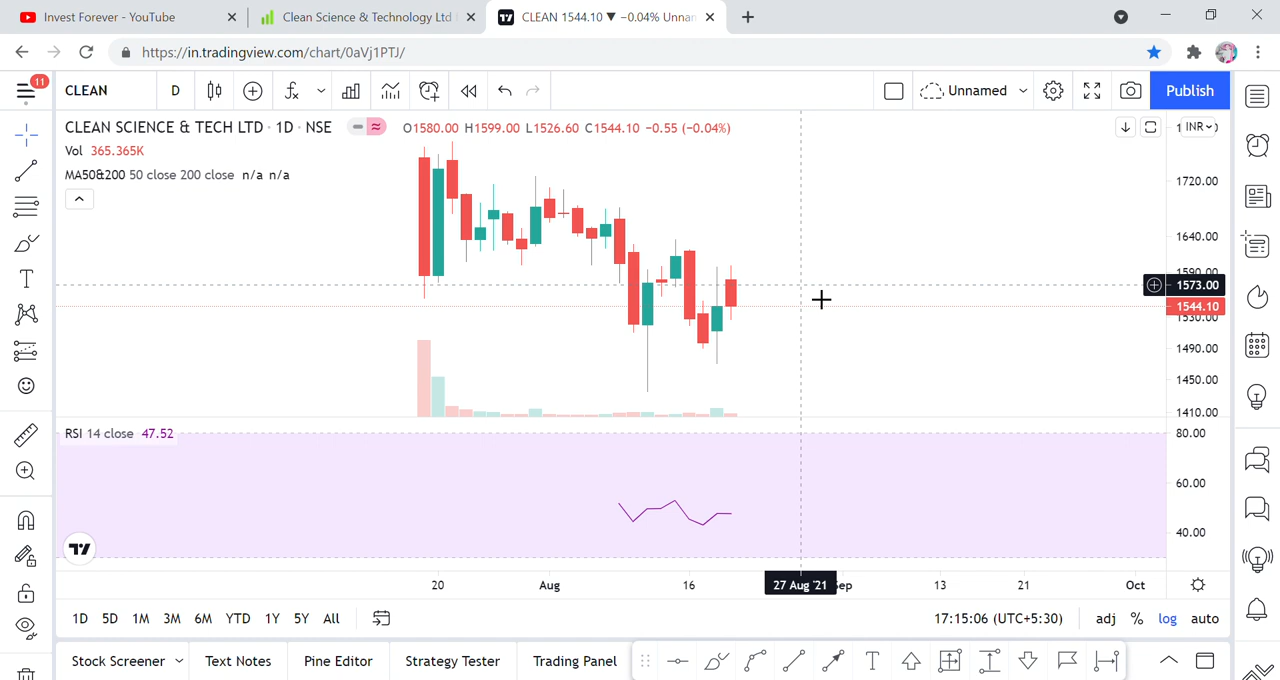 Invest Forever - YouTube
Clean Science & Technology Ltd
CLEAN 1544.10 ▼ −0.04% Unnan
https://in.tradingview.com/chart/0aVj1PTJ/
11
CLEAN
D
Unnamed
Publish
CLEAN SCIENCE & TECH LTD · 1D · NSE
O1580.00 H1599.00 L1526.60 C1544.10 −0.55 (−0.04%)
INR
Vol 365.365K
MA50&200 50 close 200 close n/a n/a
1720.00
1640.00
1590.00
1573.00
1544.10
1530.00
1490.00
1450.00
1410.00
RSI 14 close 47.52
80.00
60.00
40.00
20
Aug
16
27 Aug '21
Sep
13
21
Oct
1D 5D 1M 3M 6M YTD 1Y 5Y All
17:15:06 (UTC+5:30)
adj % log auto
Stock Screener
Text Notes
Pine Editor
Strategy Tester
Trading Panel